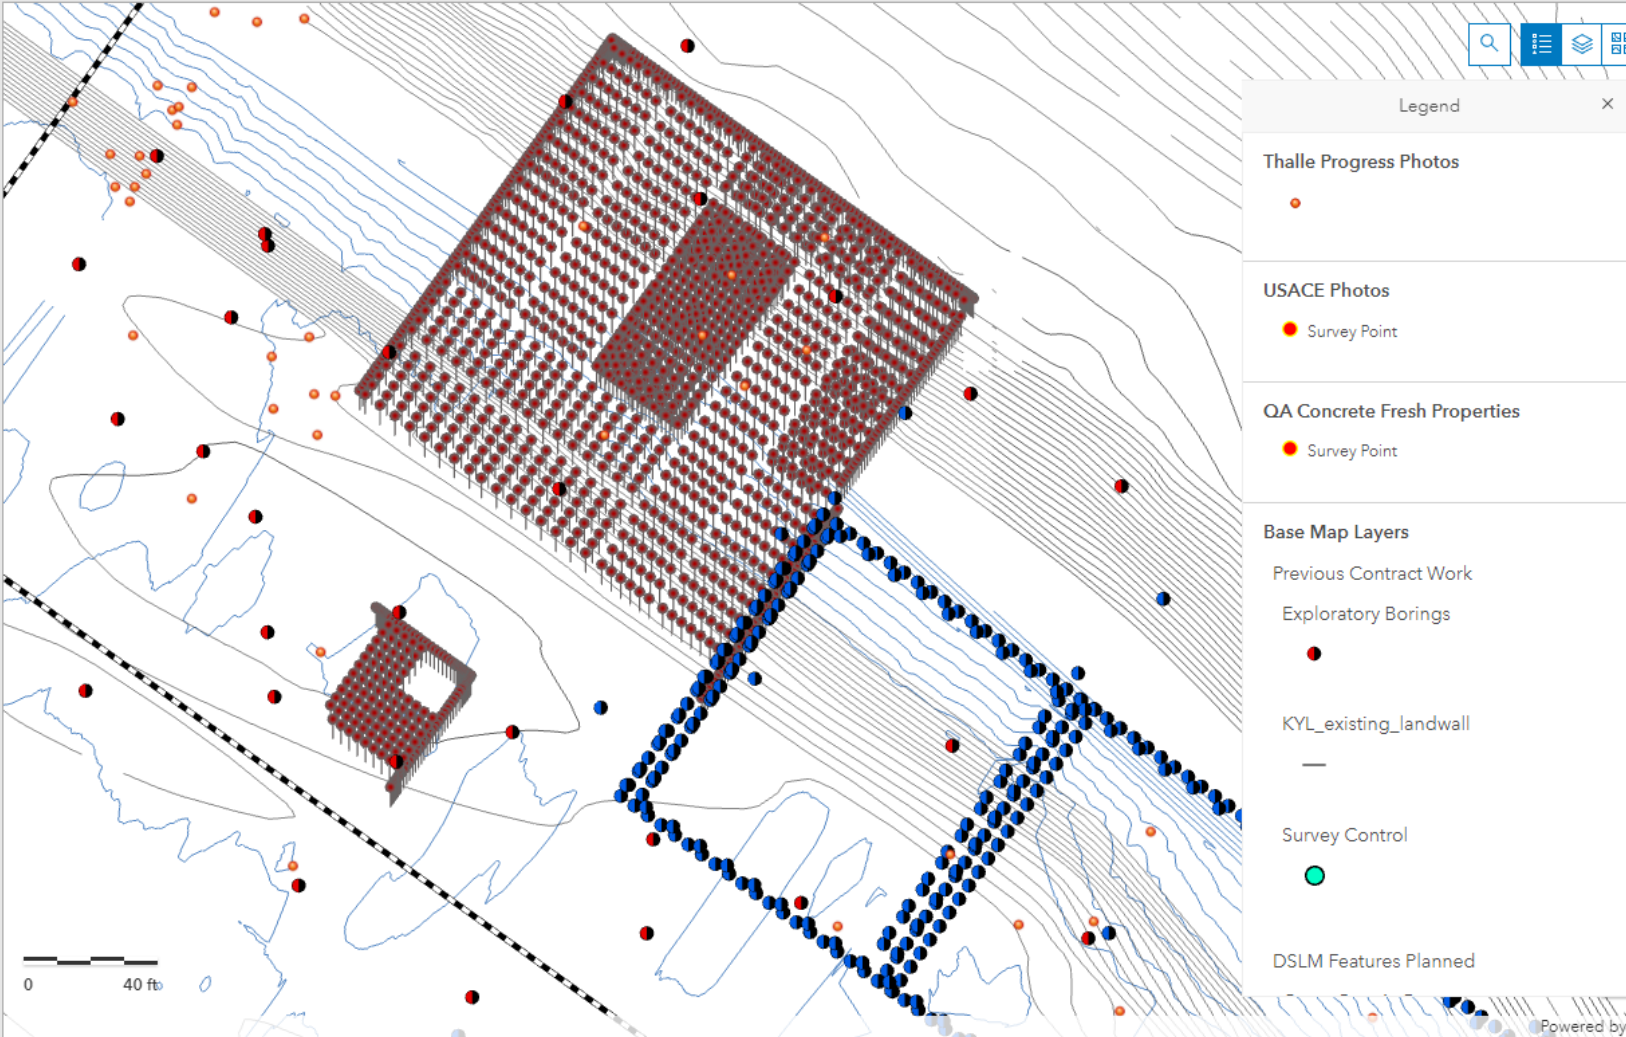 Legend
Thalle Progress Photos
USACE Photos
Survey Point
QA Concrete Fresh Properties
Survey Point
Base Map Layers
Previous Contract Work
Exploratory Borings
KYL_existing_landwall
Survey Control
DSLM Features Planned
0 40 ft
Powered by